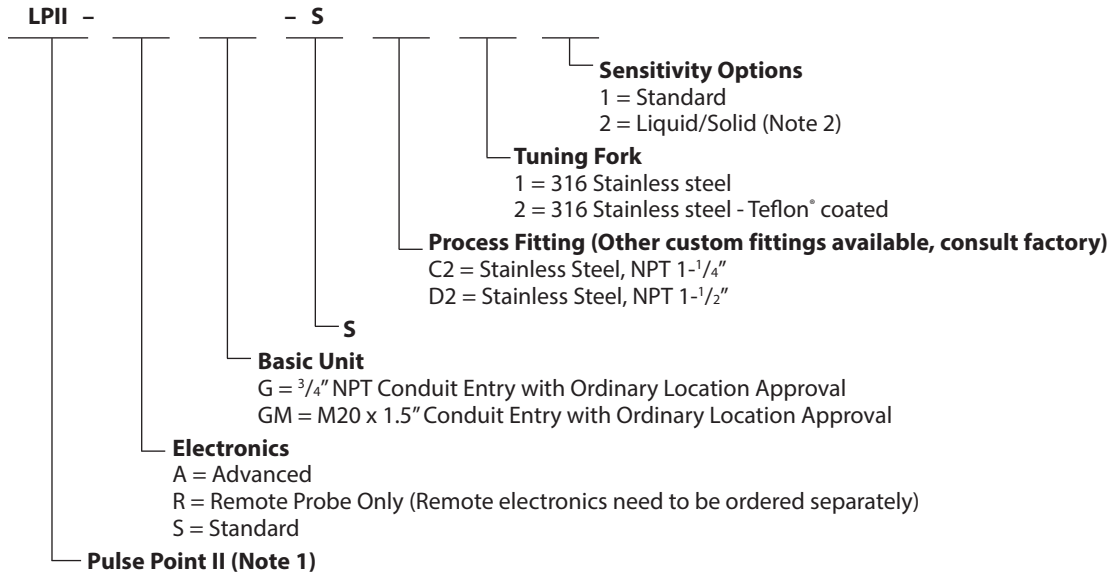 LPII – – S
Sensitivity Options
1 = Standard
2 = Liquid/Solid (Note 2)
Tuning Fork
1 = 316 Stainless steel
2 = 316 Stainless steel - Teflon® coated
Process Fitting (Other custom fittings available, consult factory)
C2 = Stainless Steel, NPT 1-1/4"
D2 = Stainless Steel, NPT 1-1/2"
S
Basic Unit
G = 3/4" NPT Conduit Entry with Ordinary Location Approval
GM = M20 x 1.5" Conduit Entry with Ordinary Location Approval
Electronics
A = Advanced
R = Remote Probe Only (Remote electronics need to be ordered separately)
S = Standard
Pulse Point II (Note 1)